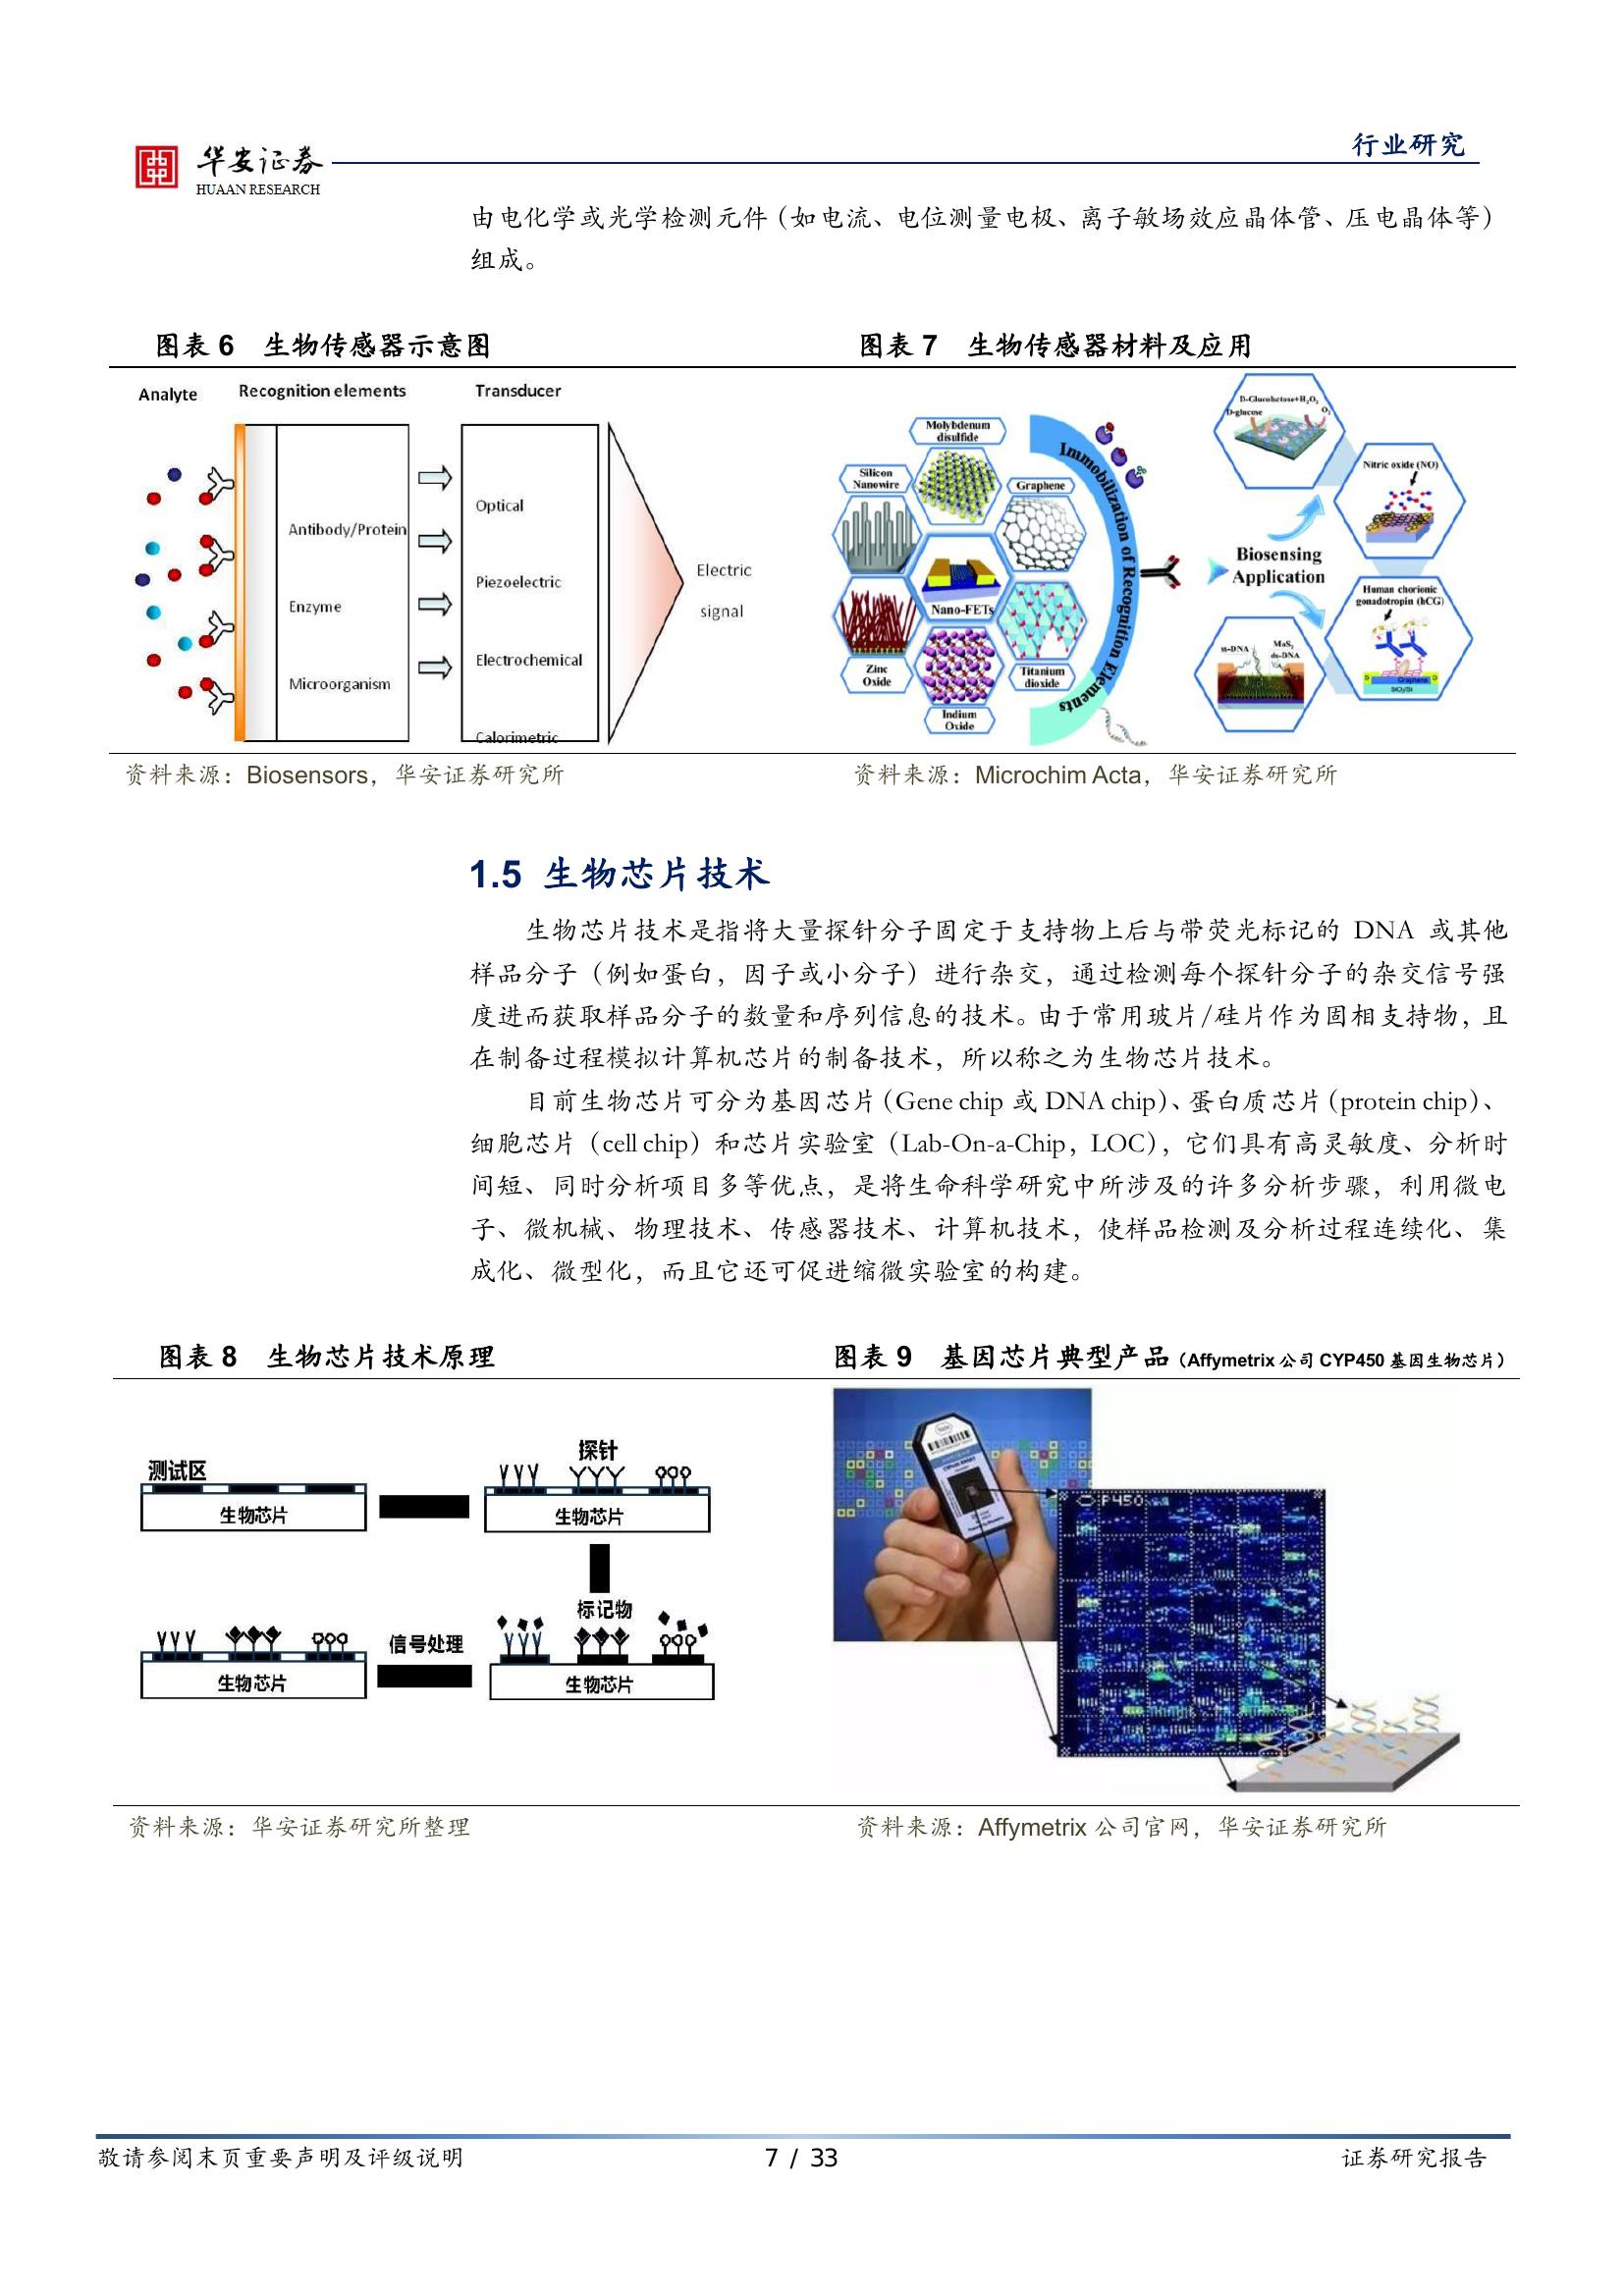 华安证券
HUAAN RESEARCH
行业研究
由电化学或光学检测元件（如电流、电位测量电极、离子敏场效应晶体管、压电晶体等）
组成。
图表 6 生物传感器示意图
Analyte
Recognition elements
Transducer
Antibody/Protein
Enzyme
Microorganism
Optical
Piezoelectric
Electrochemical
Calorimetric
Electric
signal
资料来源：Biosensors，华安证券研究所
图表 7 生物传感器材料及应用
Molybdenum
disulfide
Silicon
Nanowire
Graphene
Nano-FETs
Zinc
Oxide
Titanium
dioxide
Indium
Oxide
Immobilization of Recognition Elements
Biosensing
Application
D-glucose
O2
Nitric oxide (NO)
Human chorionic
gonadotropin (hCG)
Graphene
ss-DNA
ds-DNA
资料来源：Microchim Acta，华安证券研究所
1.5 生物芯片技术
生物芯片技术是指将大量探针分子固定于支持物上后与带荧光标记的 DNA 或其他
样品分子（例如蛋白，因子或小分子）进行杂交，通过检测每个探针分子的杂交信号强
度进而获取样品分子的数量和序列信息的技术。由于常用玻片/硅片作为固相支持物，且
在制备过程模拟计算机芯片的制备技术，所以称之为生物芯片技术。
目前生物芯片可分为基因芯片（Gene chip 或 DNA chip）、蛋白质芯片（protein chip）、
细胞芯片（cell chip）和芯片实验室（Lab-On-a-Chip，LOC），它们具有高灵敏度、分析时
间短、同时分析项目多等优点，是将生命科学研究中所涉及的许多分析步骤，利用微电
子、微机械、物理技术、传感器技术、计算机技术，使样品检测及分析过程连续化、集
成化、微型化，而且它还可促进缩微实验室的构建。
图表 8 生物芯片技术原理
测试区
生物芯片
探针
生物芯片
标记物
信号处理
生物芯片
生物芯片
资料来源：华安证券研究所整理
图表 9 基因芯片典型产品（Affymetrix 公司 CYP450 基因生物芯片）
P450
资料来源：Affymetrix 公司官网，华安证券研究所
敬请参阅末页重要声明及评级说明
7 / 33
证券研究报告